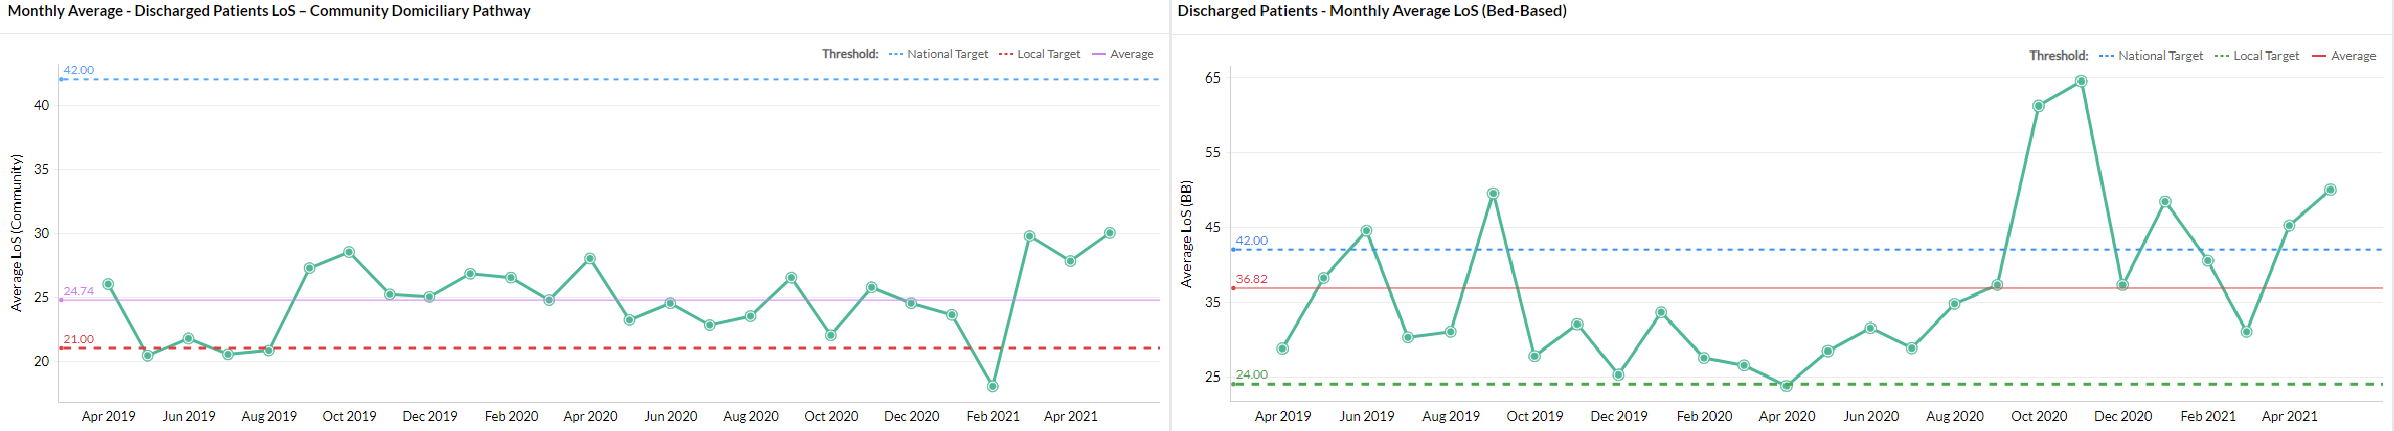 Monthly Average - Discharged Patients LoS – Community Domiciliary Pathway
Threshold: National Target Local Target Average
42.00
40
35
30
25
20
24.74
21.00
Average LoS (Community)
Apr 2019 Jun 2019 Aug 2019 Oct 2019 Dec 2019 Feb 2020 Apr 2020 Jun 2020 Aug 2020 Oct 2020 Dec 2020 Feb 2021 Apr 2021
Discharged Patients - Monthly Average LoS (Bed-Based)
Threshold: National Target Local Target Average
65
55
45
35
25
42.00
36.82
24.00
Average LoS (BB)
Apr 2019 Jun 2019 Aug 2019 Oct 2019 Dec 2019 Feb 2020 Apr 2020 Jun 2020 Aug 2020 Oct 2020 Dec 2020 Feb 2021 Apr 2021